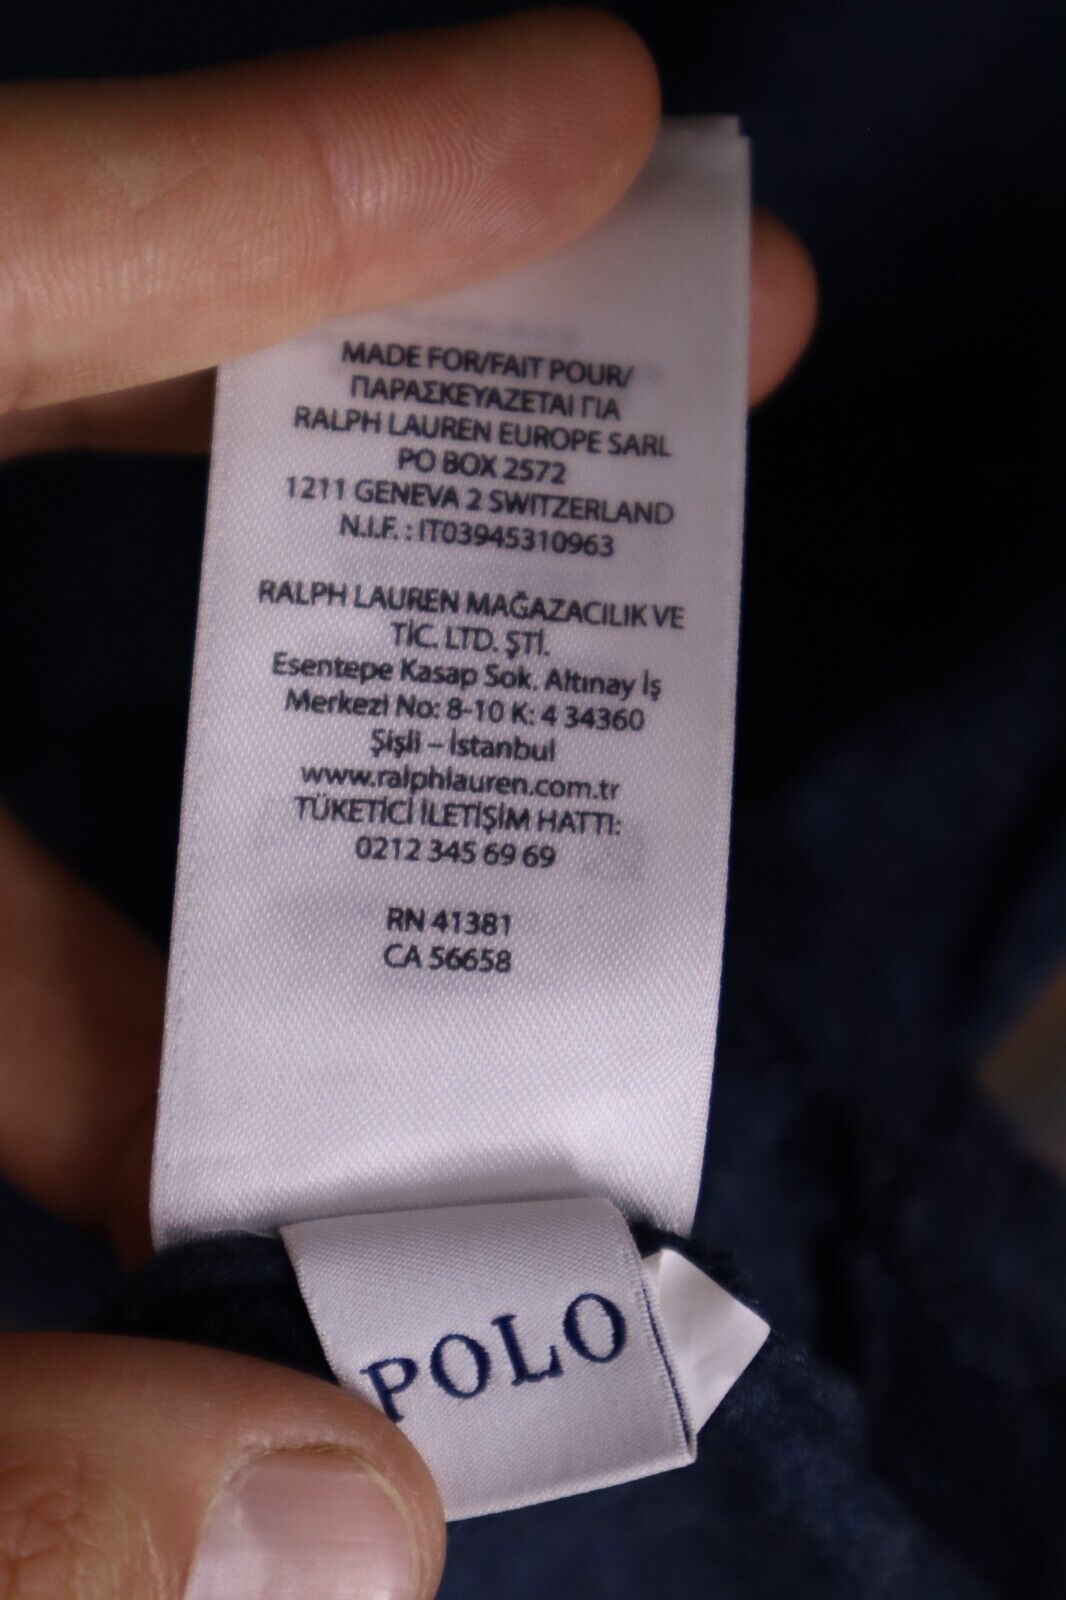 MADE FOR/FAIT POUR/
ΠΑΡΑΣΚΕΥΑΖΕΤΑΙ ΓΙΑ
RALPH LAUREN EUROPE SARL
PO BOX 2572
1211 GENEVA 2 SWITZERLAND
N.I.F. : IT03945310963
RALPH LAUREN MAĞAZACILIK VE
TİC. LTD. ŞTİ.
Esentepe Kasap Sok. Altınay İş
Merkezi No: 8-10 K: 4 34360
Şişli – İstanbul
www.ralphlauren.com.tr
TÜKETİCİ İLETİŞİM HATTI:
0212 345 69 69
RN 41381
CA 56658
POLO